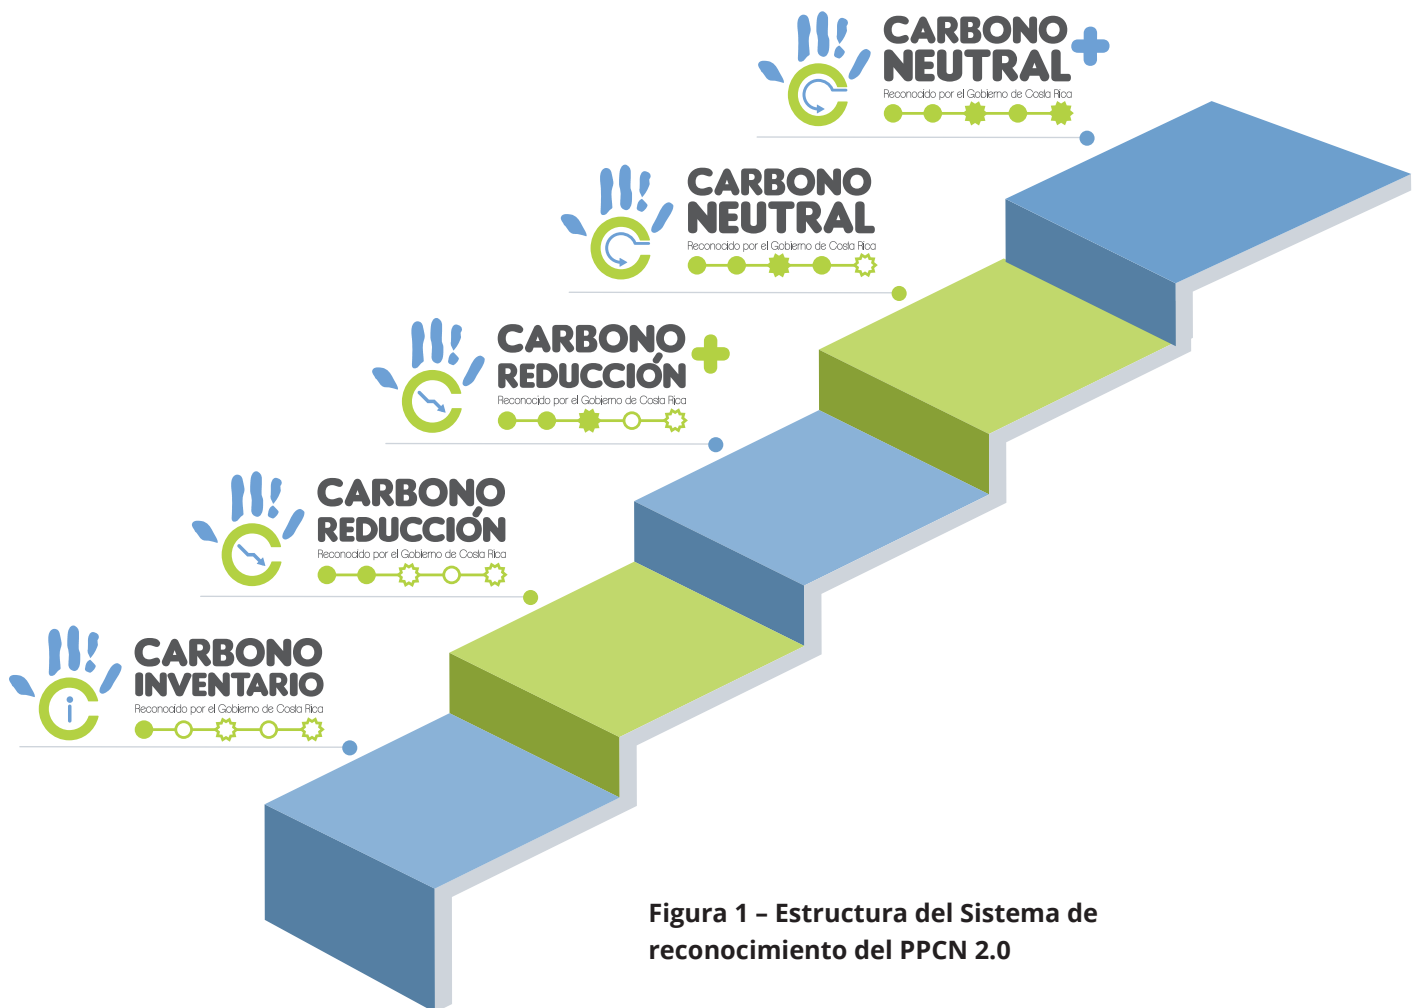 CARBONO
NEUTRAL
Reconocido por el Gobierno de Costa Rica
CARBONO
NEUTRAL
Reconocido por el Gobierno de Costa Rica
CARBONO
REDUCCIÓN
Reconocido por el Gobierno de Costa Rica
CARBONO
REDUCCIÓN
Reconocido por el Gobierno de Costa Rica
CARBONO
INVENTARIO
Reconocido por el Gobierno de Costa Rica
i
Figura 1 – Estructura del Sistema de
reconocimiento del PPCN 2.0